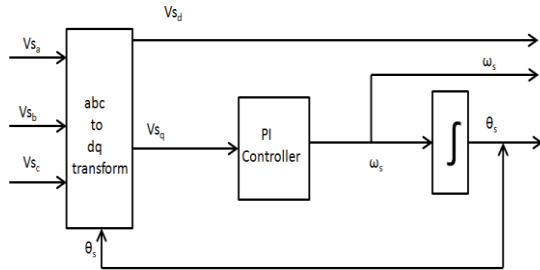 Vs_d
Vs_a
ω_s
abc
to
dq
transform
Vs_b
Vs_q
PI
Controller
∫
θ_s
Vs_c
ω_s
θ_s